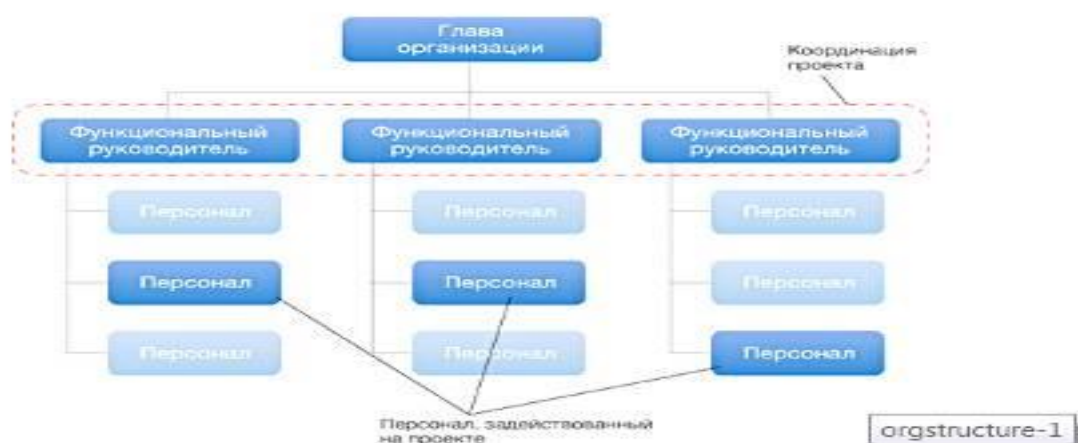 Глава
организации
Координация
проекта
Функциональный
руководитель
Функциональный
руководитель
Функциональный
руководитель
Персонал
Персонал
Персонал
Персонал
Персонал
Персонал
Персонал
Персонал
Персонал
Персонал, задействованный
на проекте
orgstructure-1